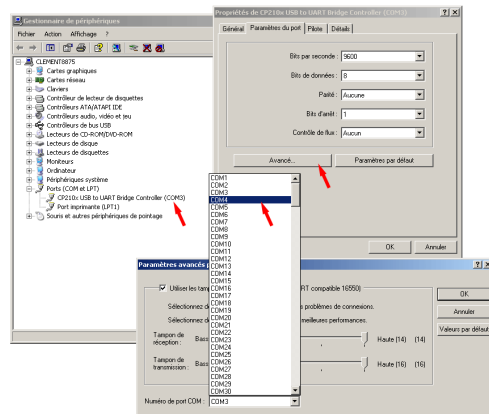 Gestionnaire de périphériques
Fichier Action Affichage ?
CLEMENT8875
Cartes graphiques
Cartes réseau
Claviers
Contrôleur de lecteur de disquettes
Contrôleurs ATA/ATAPI IDE
Contrôleurs audio, vidéo et jeu
Contrôleurs de bus USB
Lecteurs de CD-ROM/DVD-ROM
Lecteurs de disque
Lecteurs de disquettes
Moniteurs
Ordinateur
Périphériques système
Ports (COM et LPT)
CP210x USB to UART Bridge Controller (COM3)
Port imprimante (LPT1)
Souris et autres périphériques de pointage
Propriétés de CP210x USB to UART Bridge Controller (COM3)
Général Paramètres du port Pilote Détails
Bits par seconde : 9600
Bits de données : 8
Parité : Aucune
Bits d'arrêt : 1
Contrôle de flux : Aucun
Avancé... Paramètres par défaut
OK Annuler
COM1
COM2
COM3
COM4
COM5
COM6
COM7
COM8
COM9
COM10
COM11
COM12
COM13
COM14
COM15
COM16
COM17
COM18
COM19
COM20
COM21
COM22
COM23
COM24
COM25
COM26
COM27
COM28
COM29
COM30
Paramètres avancés p
Utiliser les tamp RT compatible 16550)
Sélectionnez d s problèmes de connexions.
Sélectionnez d meilleures performances.
Tampon de réception : Bass Haute (14) (14)
Tampon de transmission : Bass Haute (16) (16)
Numéro de port COM : COM3
OK
Annuler
Valeurs par défaut